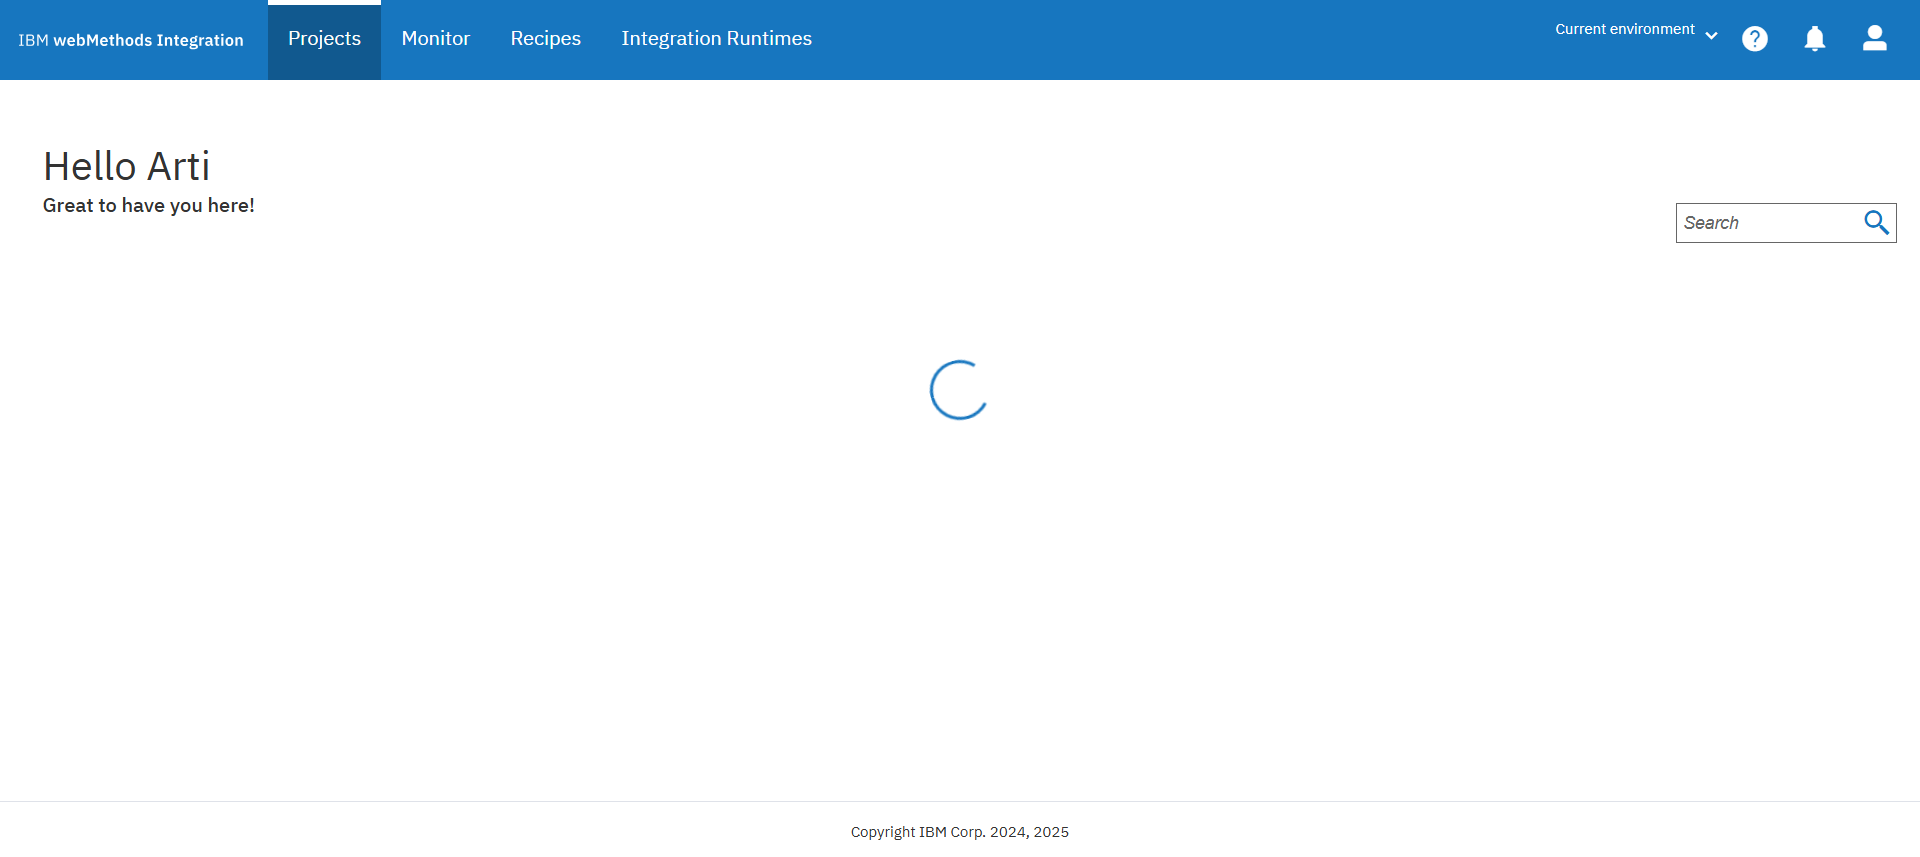 IBM webMethods Integration
Projects
Monitor
Recipes
Integration Runtimes
Current environment
Hello Arti
Great to have you here!
Search
Copyright IBM Corp. 2024, 2025